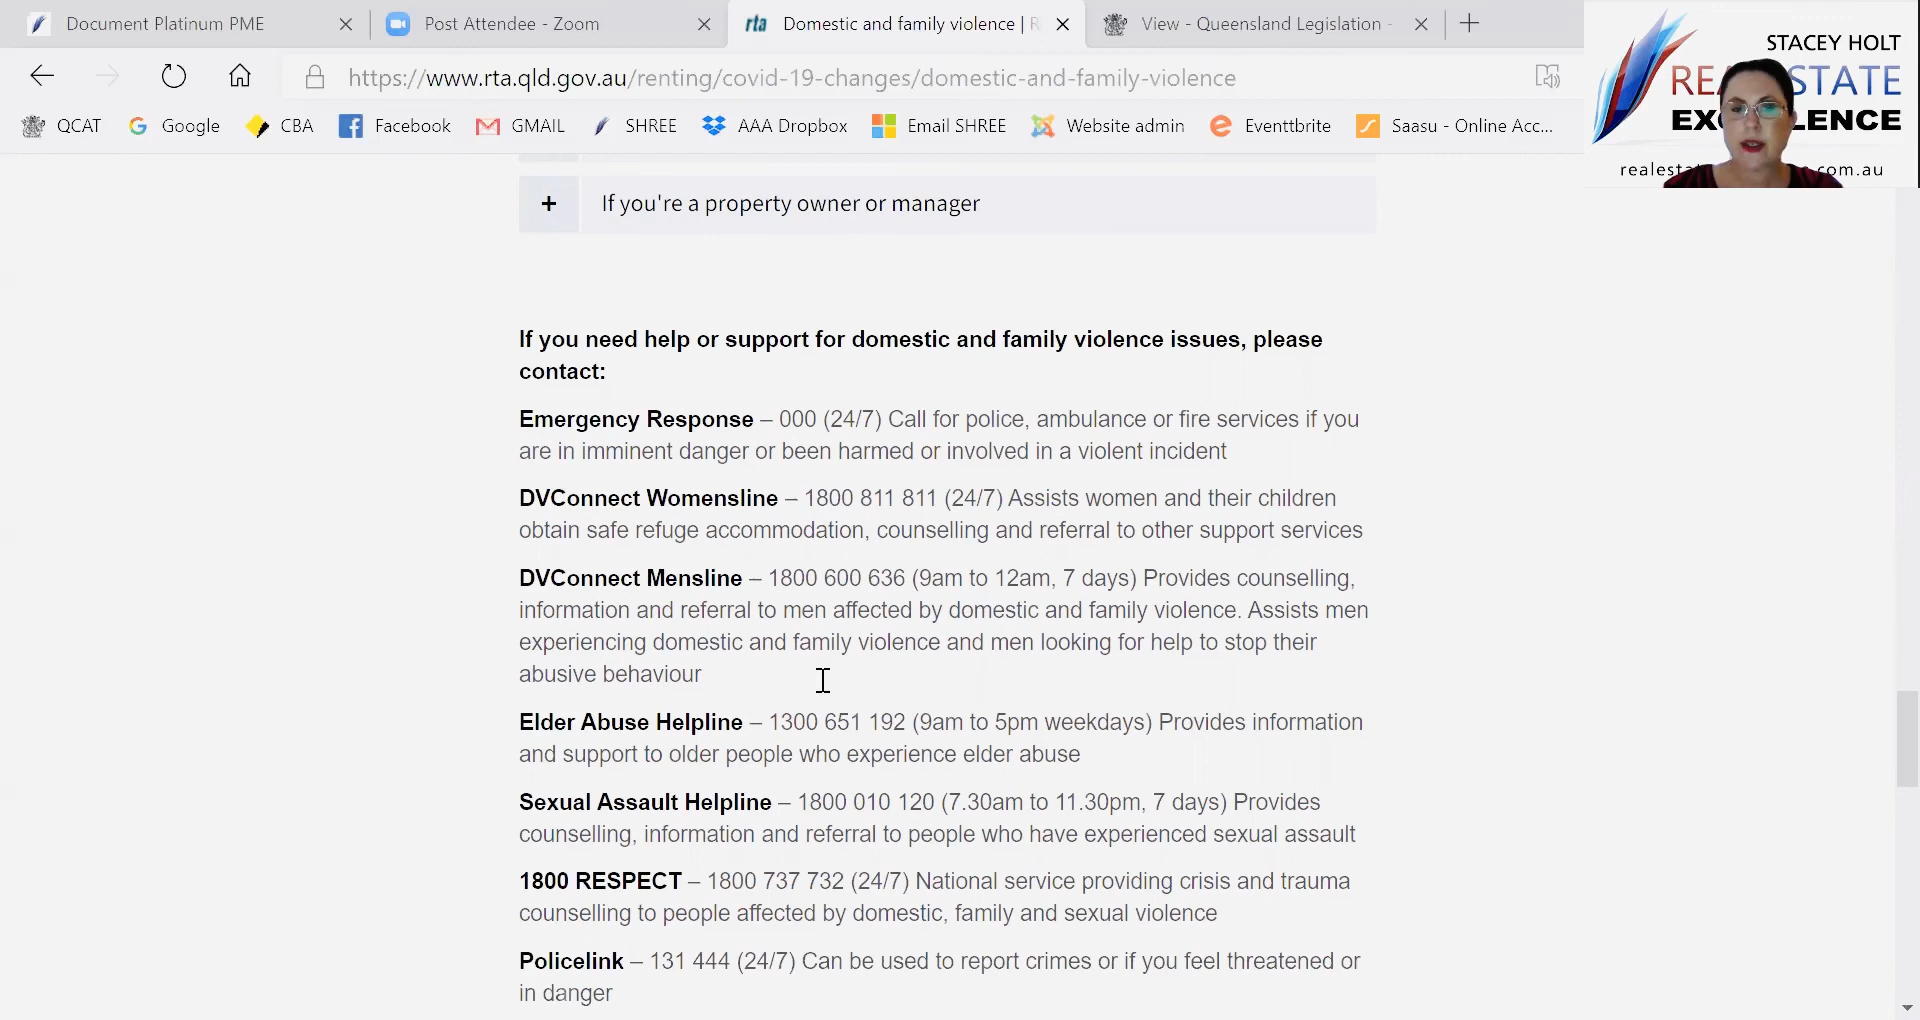 Document Platinum PME
Post Attendee - Zoom
rta Domestic and family violence | R
View - Queensland Legislation -
https://www.rta.qld.gov.au/renting/covid-19-changes/domestic-and-family-violence
QCAT Google CBA Facebook GMAIL SHREE AAA Dropbox Email SHREE Website admin Eventtbrite Saasu - Online Acc...
STACEY HOLT
REAL ESTATE
EXCELLENCE
realest com.au
+ If you're a property owner or manager
If you need help or support for domestic and family violence issues, please
contact:
Emergency Response – 000 (24/7) Call for police, ambulance or fire services if you
are in imminent danger or been harmed or involved in a violent incident
DVConnect Womensline – 1800 811 811 (24/7) Assists women and their children
obtain safe refuge accommodation, counselling and referral to other support services
DVConnect Mensline – 1800 600 636 (9am to 12am, 7 days) Provides counselling,
information and referral to men affected by domestic and family violence. Assists men
experiencing domestic and family violence and men looking for help to stop their
abusive behaviour
Elder Abuse Helpline – 1300 651 192 (9am to 5pm weekdays) Provides information
and support to older people who experience elder abuse
Sexual Assault Helpline – 1800 010 120 (7.30am to 11.30pm, 7 days) Provides
counselling, information and referral to people who have experienced sexual assault
1800 RESPECT – 1800 737 732 (24/7) National service providing crisis and trauma
counselling to people affected by domestic, family and sexual violence
Policelink – 131 444 (24/7) Can be used to report crimes or if you feel threatened or
in danger